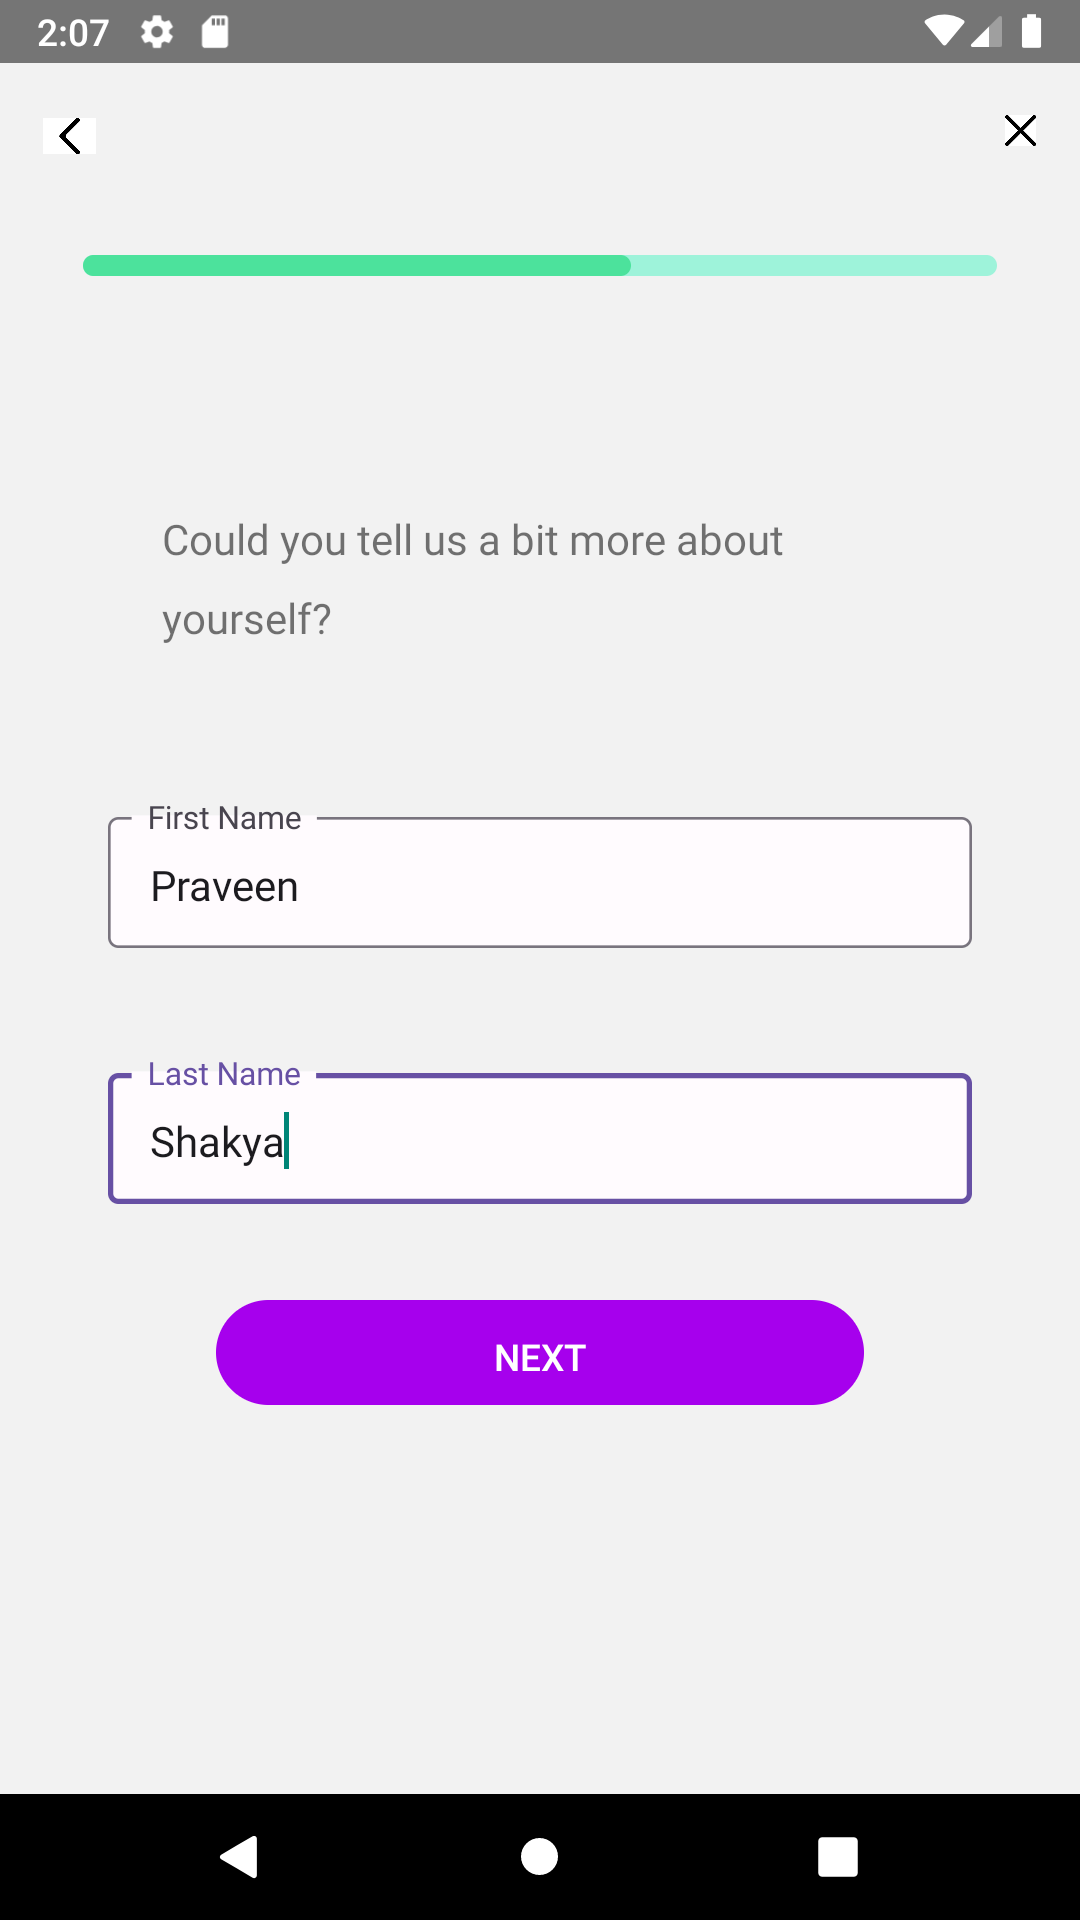 2:07
Could you tell us a bit more about
yourself?
First Name
Praveen
Last Name
Shakya
NEXT